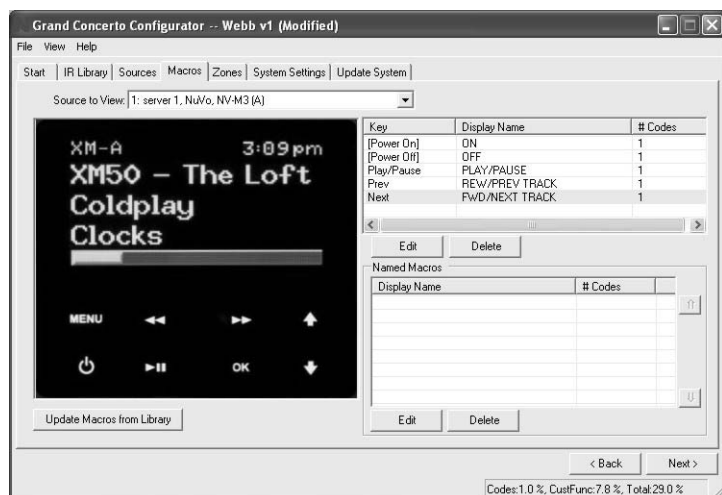 Grand Concerto Configurator -- Webb v1 (Modified)
File View Help
Start IR Library Sources Macros Zones System Settings Update System
Source to View: 1: server 1, NuVo, NV-M3 (A)
XM-A 3:09pm
XM50 – The Loft
Coldplay
Clocks
MENU
OK
Update Macros from Library
Key Display Name # Codes
[Power On] ON 1
[Power Off] OFF 1
Play/Pause PLAY/PAUSE 1
Prev REW/PREV TRACK 1
Next FWD/NEXT TRACK 1
Edit Delete
Named Macros
Display Name # Codes
Edit Delete
< Back Next >
Codes:1.0 %, CustFunc:7.8 %, Total:29.0 %